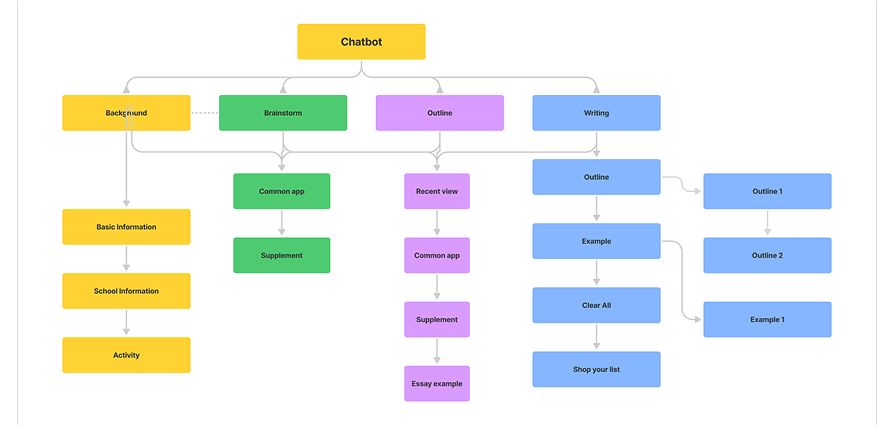 Chatbot
Background
Brainstorm
Outline
Writing
Common app
Recent view
Outline
Outline 1
Basic Information
Supplement
Common app
Example
Outline 2
School Information
Supplement
Clear All
Example 1
Activity
Essay example
Shop your list